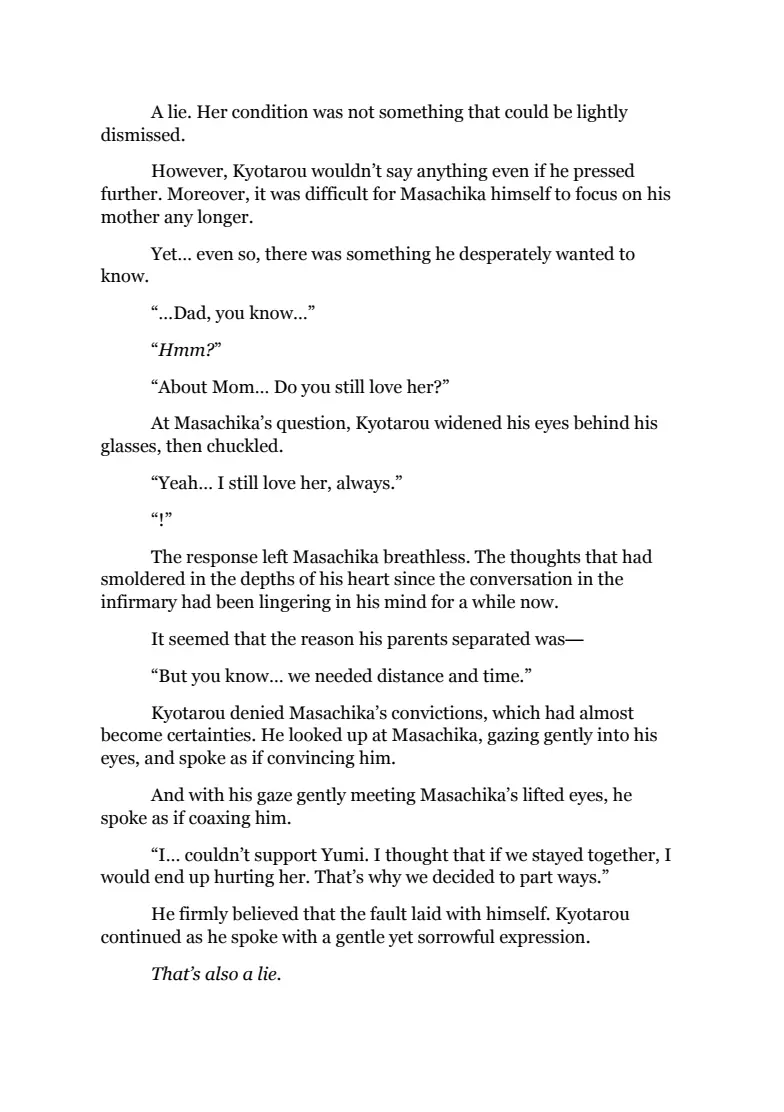 A lie. Her condition was not something that could be lightly
dismissed.
However, Kyotarou wouldn’t say anything even if he pressed
further. Moreover, it was difficult for Masachika himself to focus on his
mother any longer.
Yet… even so, there was something he desperately wanted to
know.
“…Dad, you know…”
“Hmm?”
“About Mom… Do you still love her?”
At Masachika’s question, Kyotarou widened his eyes behind his
glasses, then chuckled.
“Yeah… I still love her, always.”
“!”
The response left Masachika breathless. The thoughts that had
smoldered in the depths of his heart since the conversation in the
infirmary had been lingering in his mind for a while now.
It seemed that the reason his parents separated was—
“But you know… we needed distance and time.”
Kyotarou denied Masachika’s convictions, which had almost
become certainties. He looked up at Masachika, gazing gently into his
eyes, and spoke as if convincing him.
And with his gaze gently meeting Masachika’s lifted eyes, he
spoke as if coaxing him.
“I… couldn’t support Yumi. I thought that if we stayed together, I
would end up hurting her. That’s why we decided to part ways.”
He firmly believed that the fault laid with himself. Kyotarou
continued as he spoke with a gentle yet sorrowful expression.
That’s also a lie.